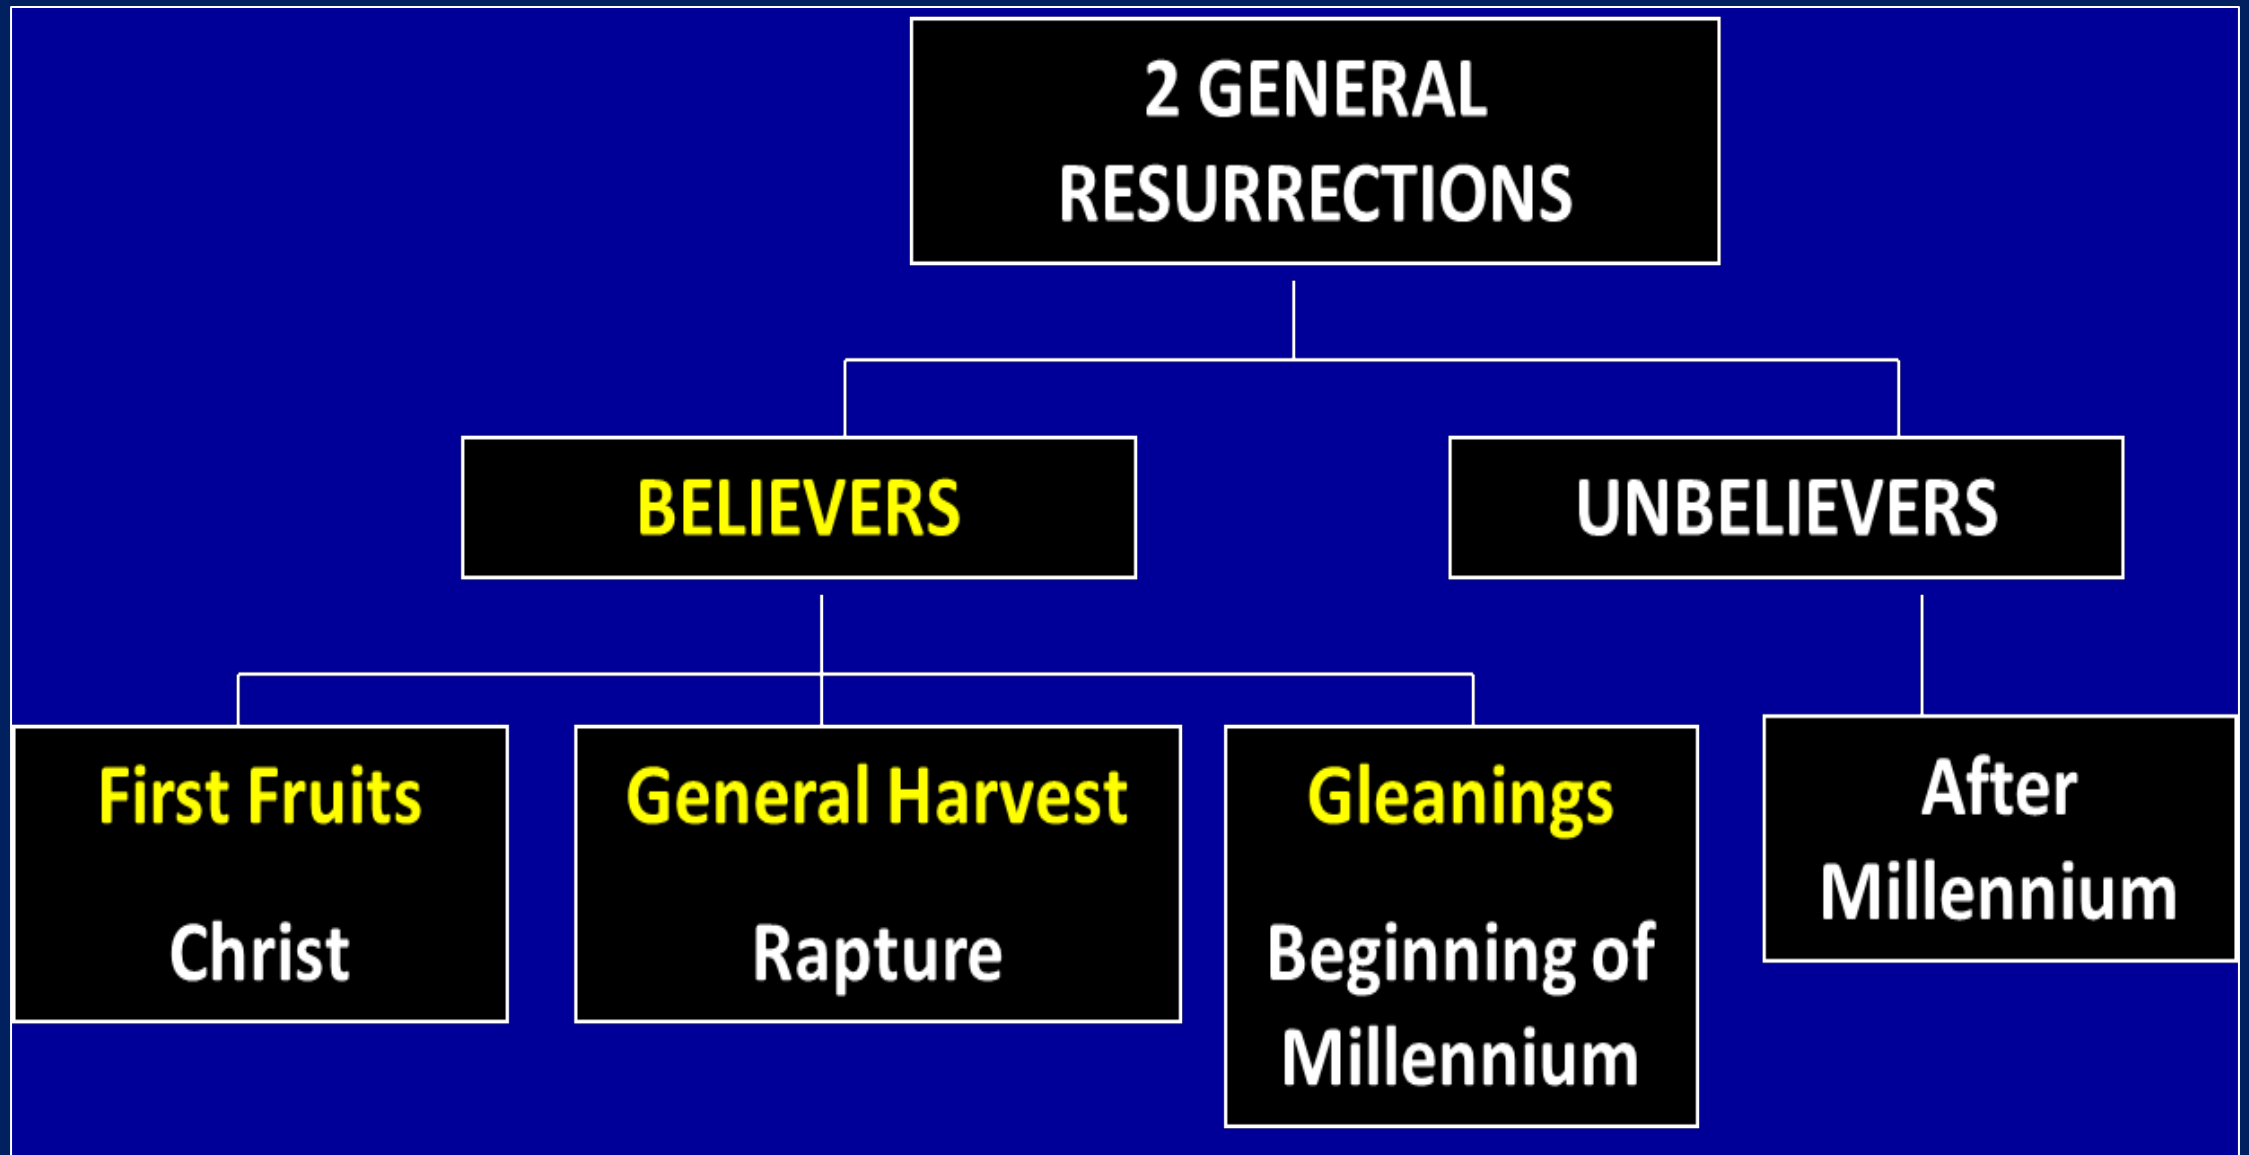 2 GENERAL
RESURRECTIONS
BELIEVERS
UNBELIEVERS
First Fruits
Christ
General Harvest
Rapture
Gleanings
Beginning of
Millennium
After
Millennium